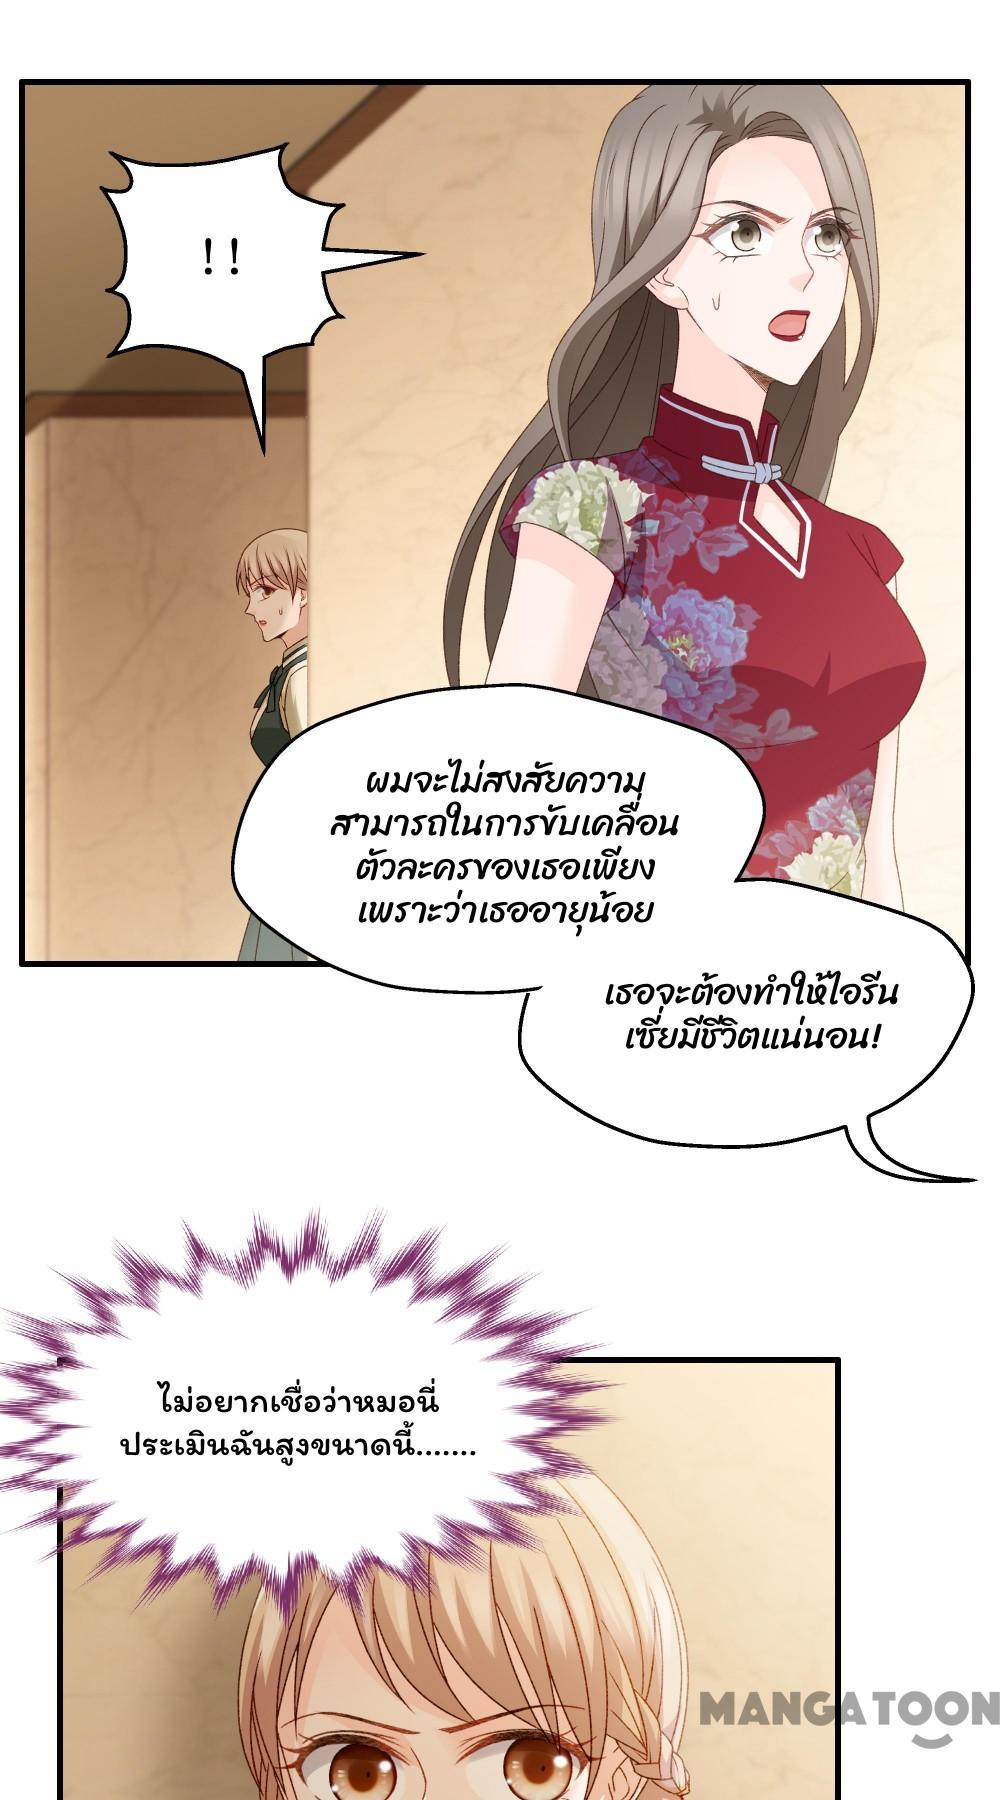 !!
ผมจะไม่สงสัยความ
สามารถในการขับเคลื่อน
ตัวละครของเธอเพียง
เพราะว่าเธออายุน้อย
เธอจะต้องทำให้ไอรีน
เซี่ยมีชีวิตแน่นอน!
ไม่อยากเชื่อว่าหมอนี่
ประเมินฉันสูงขนาดนี้.......
MANGATOON